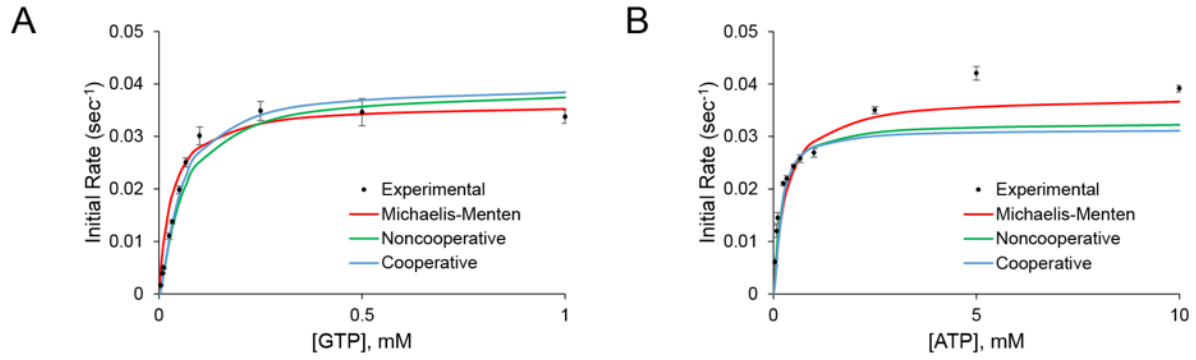 A
Initial Rate (sec-1)
0.05
0.04
0.03
0.02
0.01
0
0
0.5
1
[GTP], mM
Experimental
Michaelis-Menten
Noncooperative
Cooperative
B
Initial Rate (sec-1)
0.05
0.04
0.03
0.02
0.01
0
0
5
10
[ATP], mM
Experimental
Michaelis-Menten
Noncooperative
Cooperative